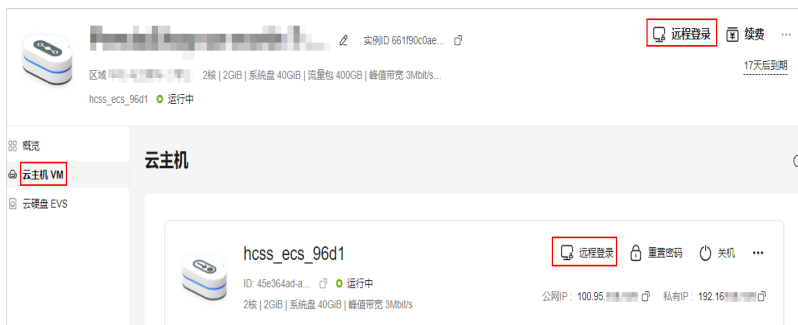 实例ID 661f90c0ae... 远程登录 续费 ...
区域 2核 | 2GiB | 系统盘 40GiB | 流量包 400GB | 峰值带宽 3Mbit/s...
17天后到期
hcss_ecs_96d1 运行中
概览
云主机
云主机 VM
云硬盘 EVS
hcss_ecs_96d1
远程登录 重置密码 关机 ...
ID: 45e364ad-a... 运行中
2核 | 2GiB | 系统盘 40GiB | 峰值带宽 3Mbit/s
公网IP : 100.95. 私有IP : 192.16